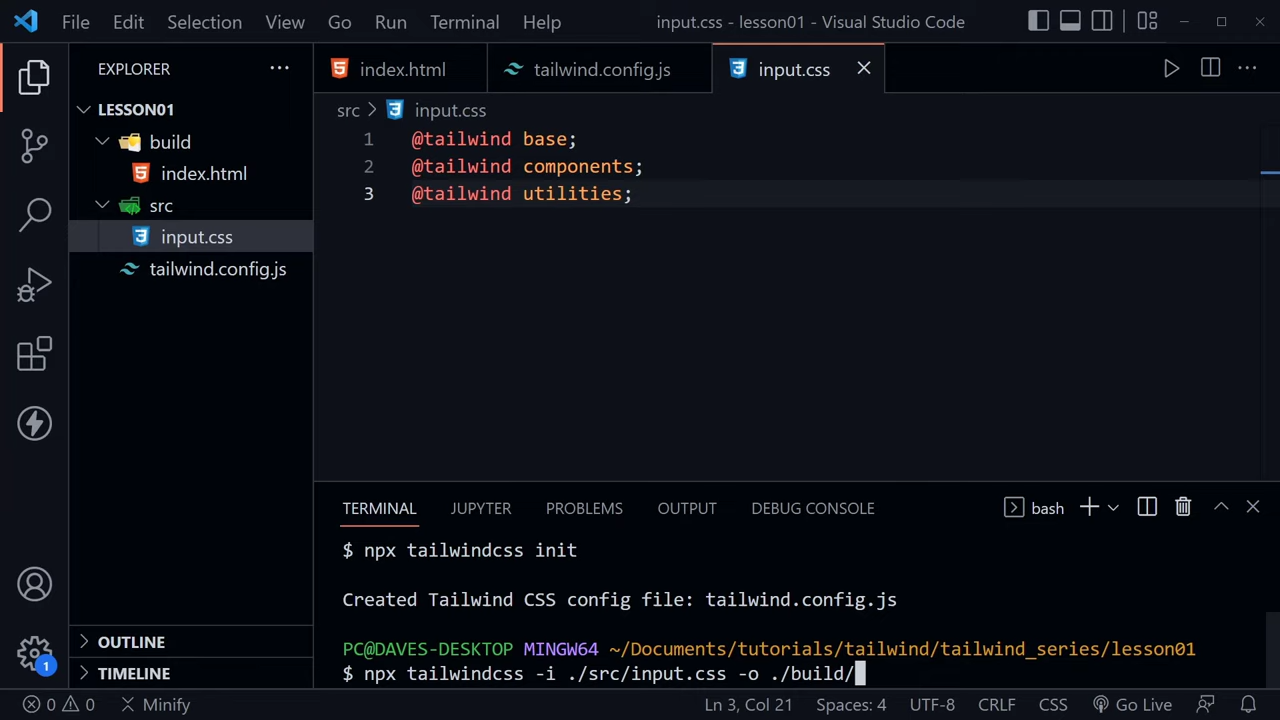 File Edit Selection View Go Run Terminal Help input.css - lesson01 - Visual Studio Code
EXPLORER
LESSON01
build
index.html
src
input.css
tailwind.config.js
OUTLINE
TIMELINE
1
index.html tailwind.config.js input.css
src > input.css
1 @tailwind base;
2 @tailwind components;
3 @tailwind utilities;
TERMINAL JUPYTER PROBLEMS OUTPUT DEBUG CONSOLE bash
$ npx tailwindcss init
Created Tailwind CSS config file: tailwind.config.js
PC@DAVES-DESKTOP MINGW64 ~/Documents/tutorials/tailwind/tailwind_series/lesson01
$ npx tailwindcss -i ./src/input.css -o ./build/
0 0 Minify Ln 3, Col 21 Spaces: 4 UTF-8 CRLF CSS Go Live